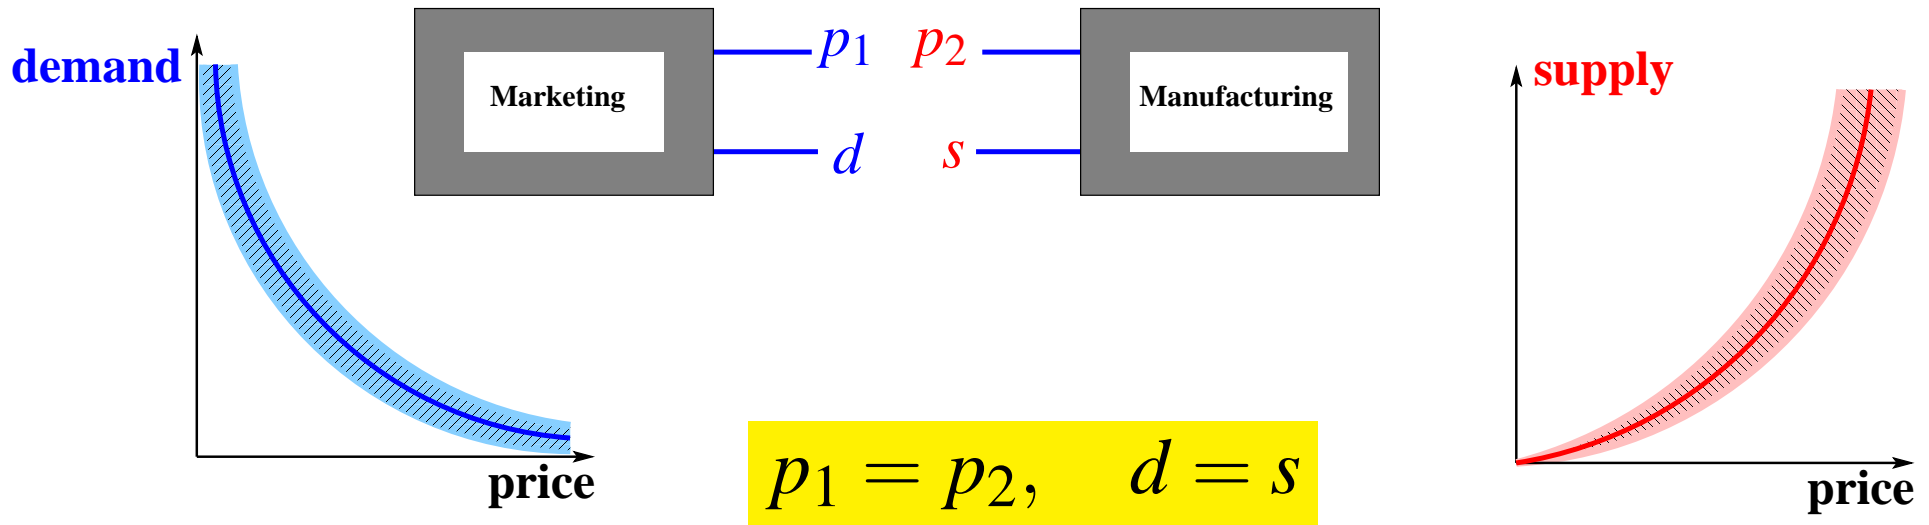 demand
price
Marketing
p₁
d
p₂
s
Manufacturing
p₁ = p₂, d = s
supply
price